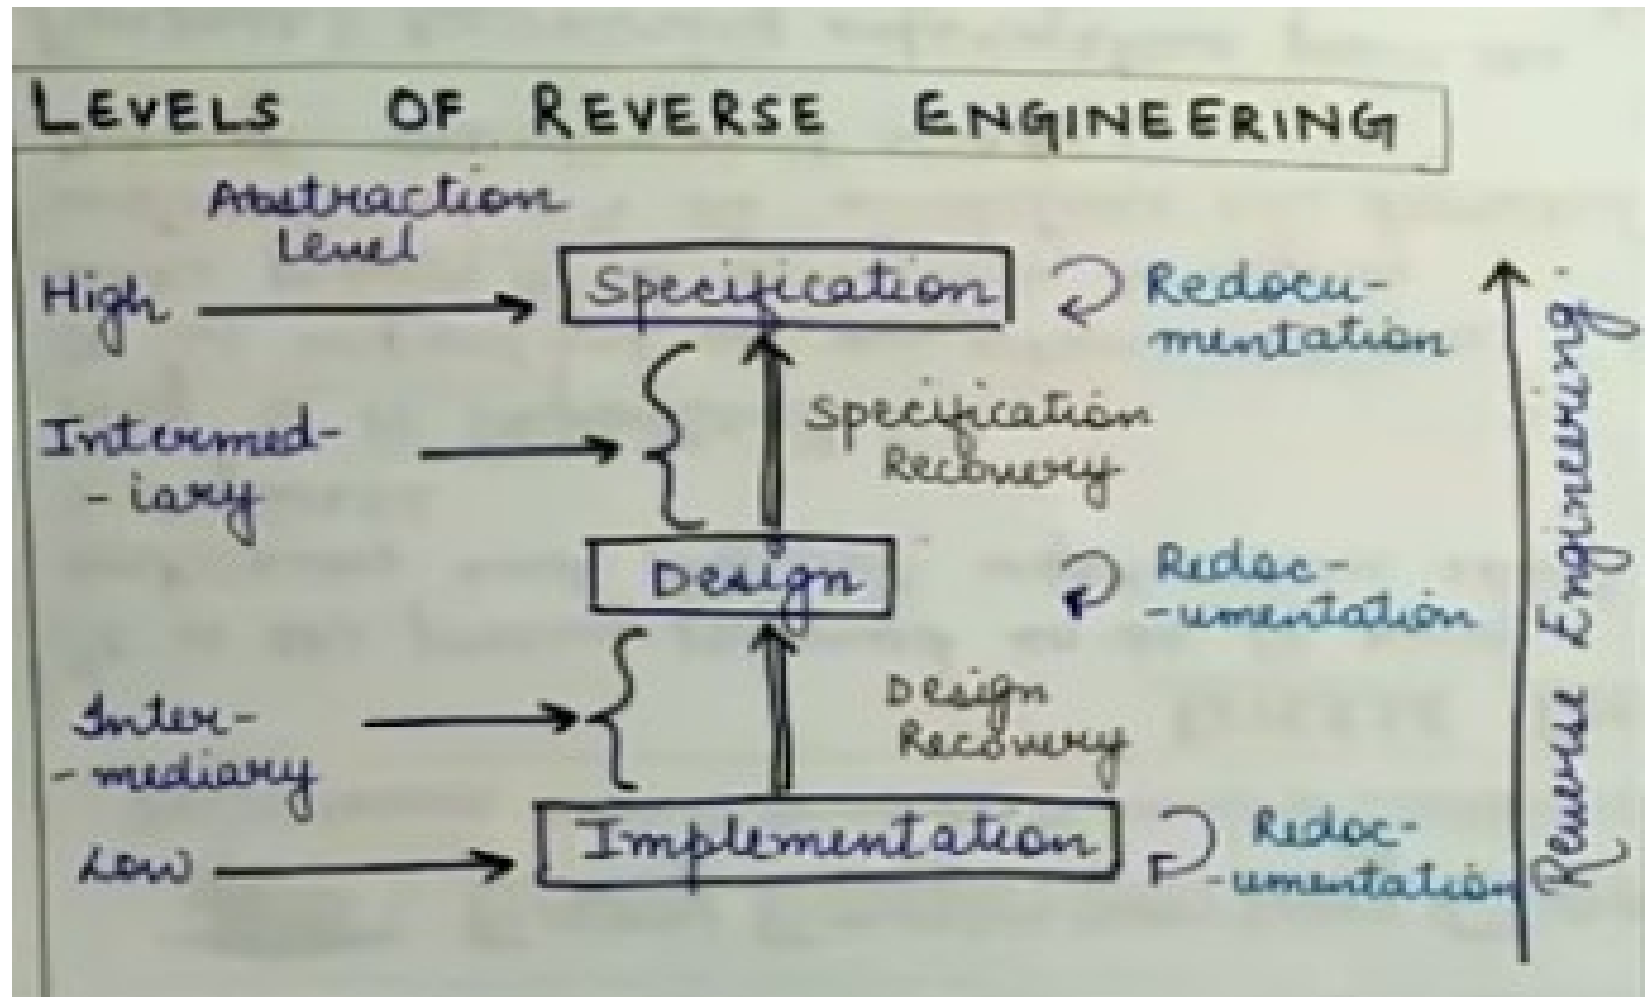 LEVELS OF REVERSE ENGINEERING
Abstraction
Level
High
Specification
Redocu-
mentation
Intermed-
- iary
Specification
Recovery
Design
Redoc-
-umentation
Inter-
- mediary
Design
Recovery
Low
Implementation
Redoc-
-umentation
Reverse Engineering